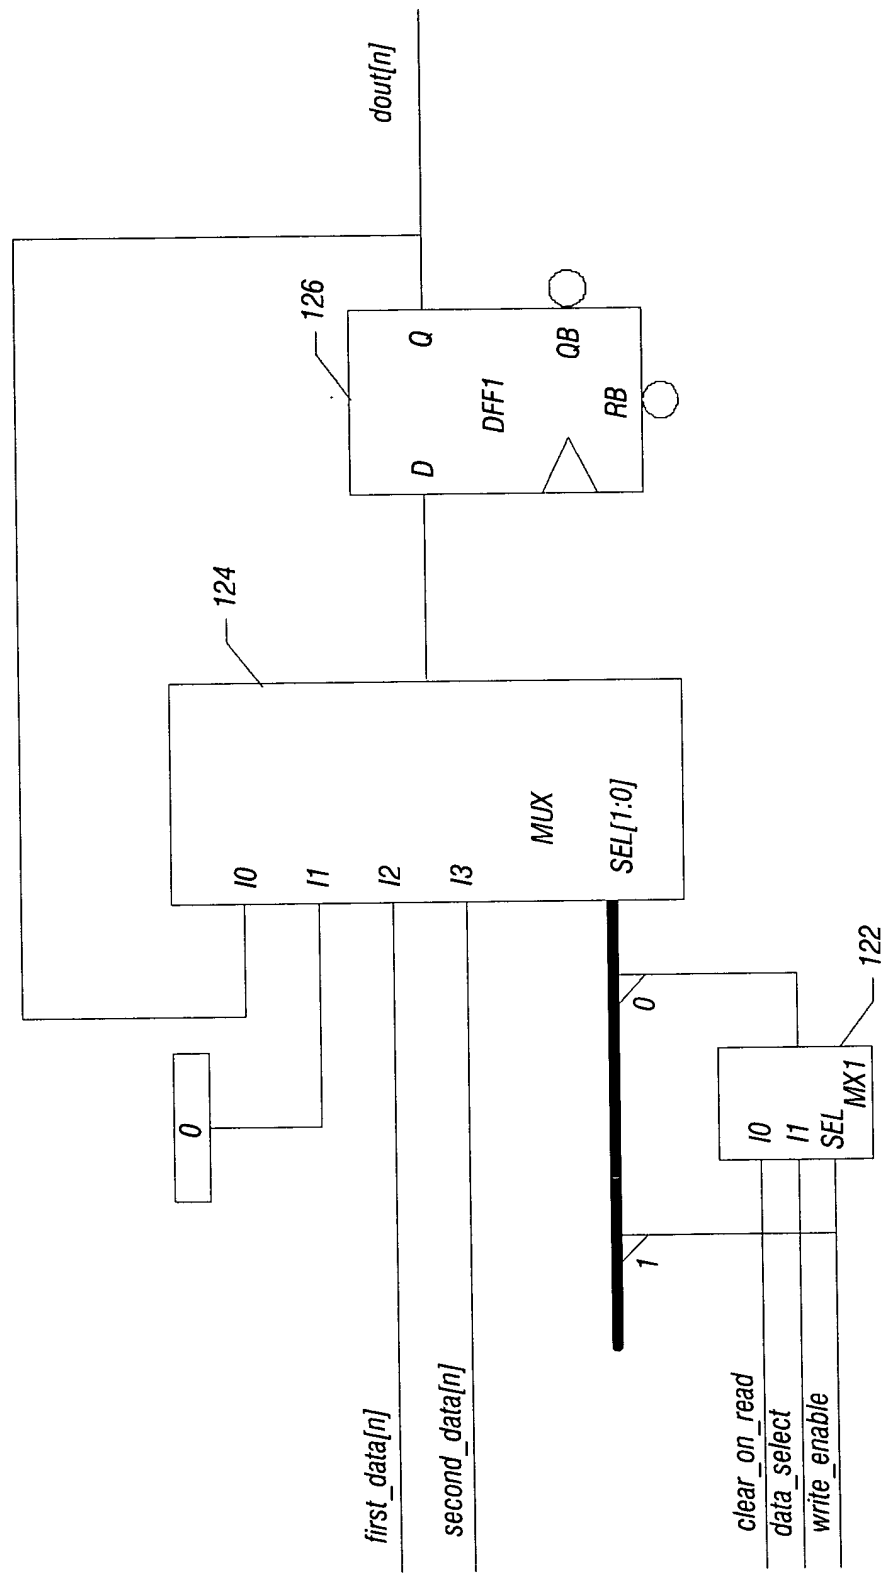 dout[n]
126
Q
D
DFF1
QB
RB
124
I0
I1
I2
I3
MUX
SEL[1:0]
0
first_data[n]
second_data[n]
0
1
122
I0
I1
SEL
MX1
clear_on_read
data_select
write_enable